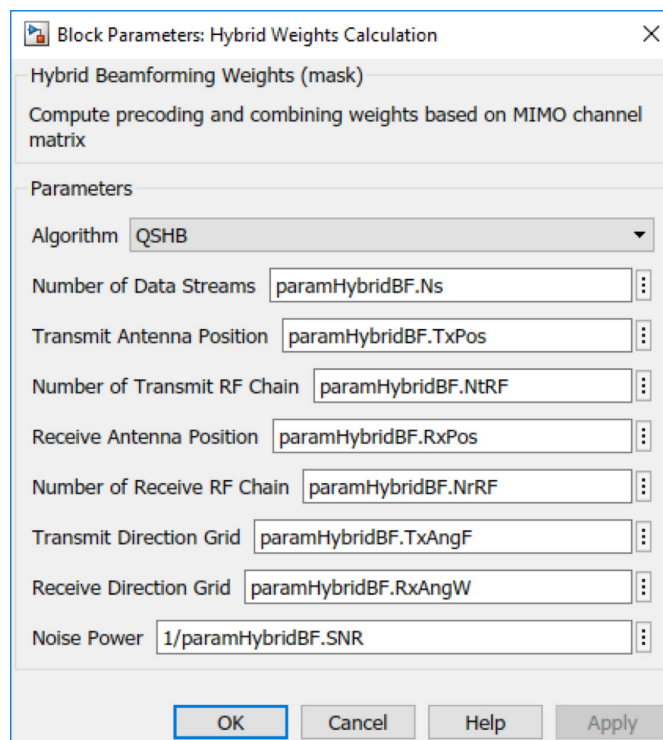 Block Parameters: Hybrid Weights Calculation
Hybrid Beamforming Weights (mask)
Compute precoding and combining weights based on MIMO channel
matrix
Parameters
Algorithm QSHB
Number of Data Streams paramHybridBF.Ns
Transmit Antenna Position paramHybridBF.TxPos
Number of Transmit RF Chain paramHybridBF.NtRF
Receive Antenna Position paramHybridBF.RxPos
Number of Receive RF Chain paramHybridBF.NrRF
Transmit Direction Grid paramHybridBF.TxAngF
Receive Direction Grid paramHybridBF.RxAngW
Noise Power 1/paramHybridBF.SNR
OK Cancel Help Apply